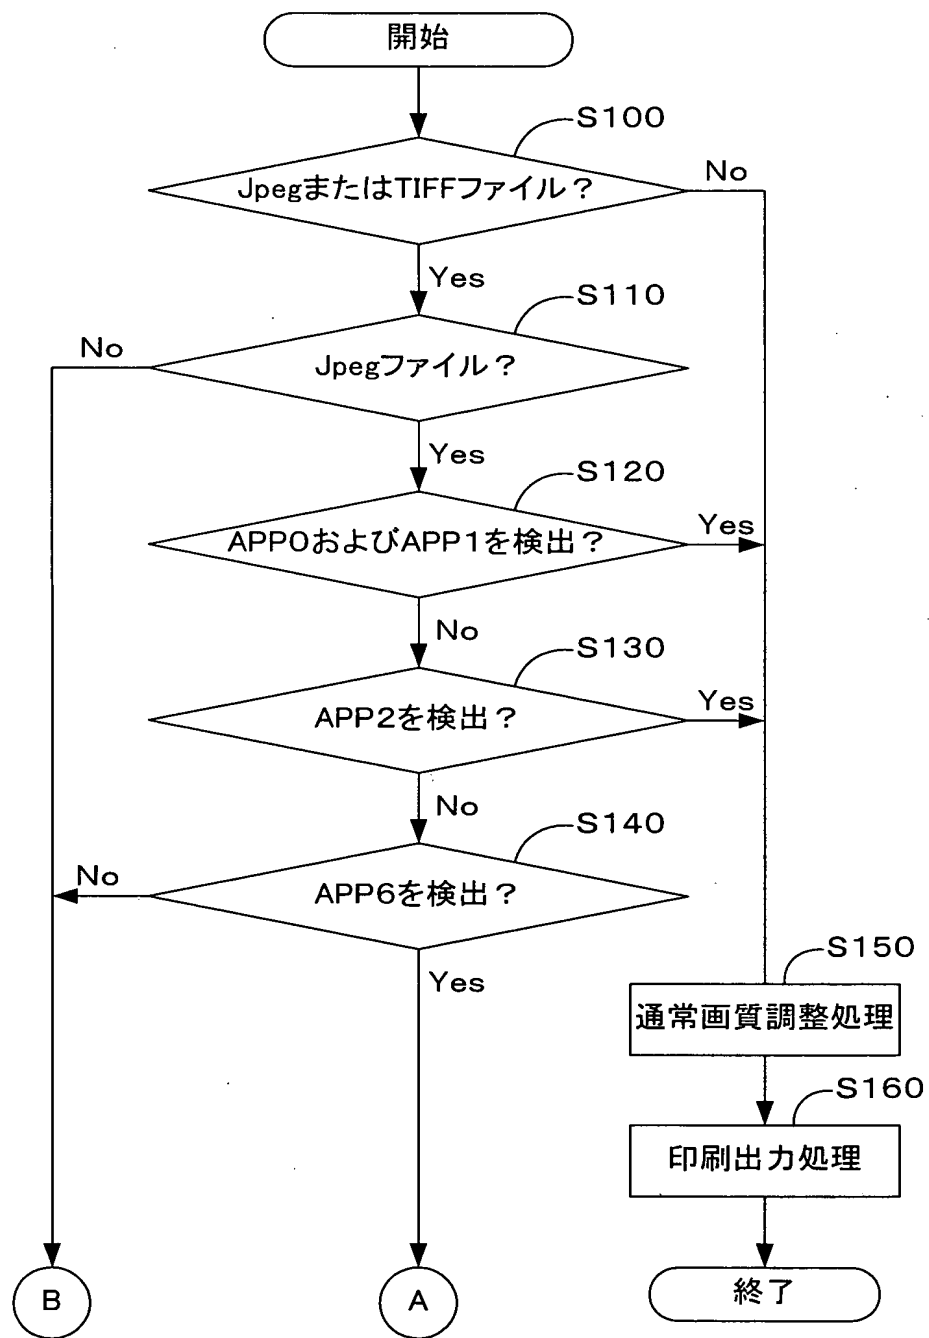 開始
S100
JpegまたはTIFFファイル？
No
Yes
S110
Jpegファイル？
No
Yes
S120
APP0およびAPP1を検出？
Yes
No
S130
APP2を検出？
Yes
No
S140
APP6を検出？
No
Yes
S150
通常画質調整処理
S160
印刷出力処理
B
A
終了